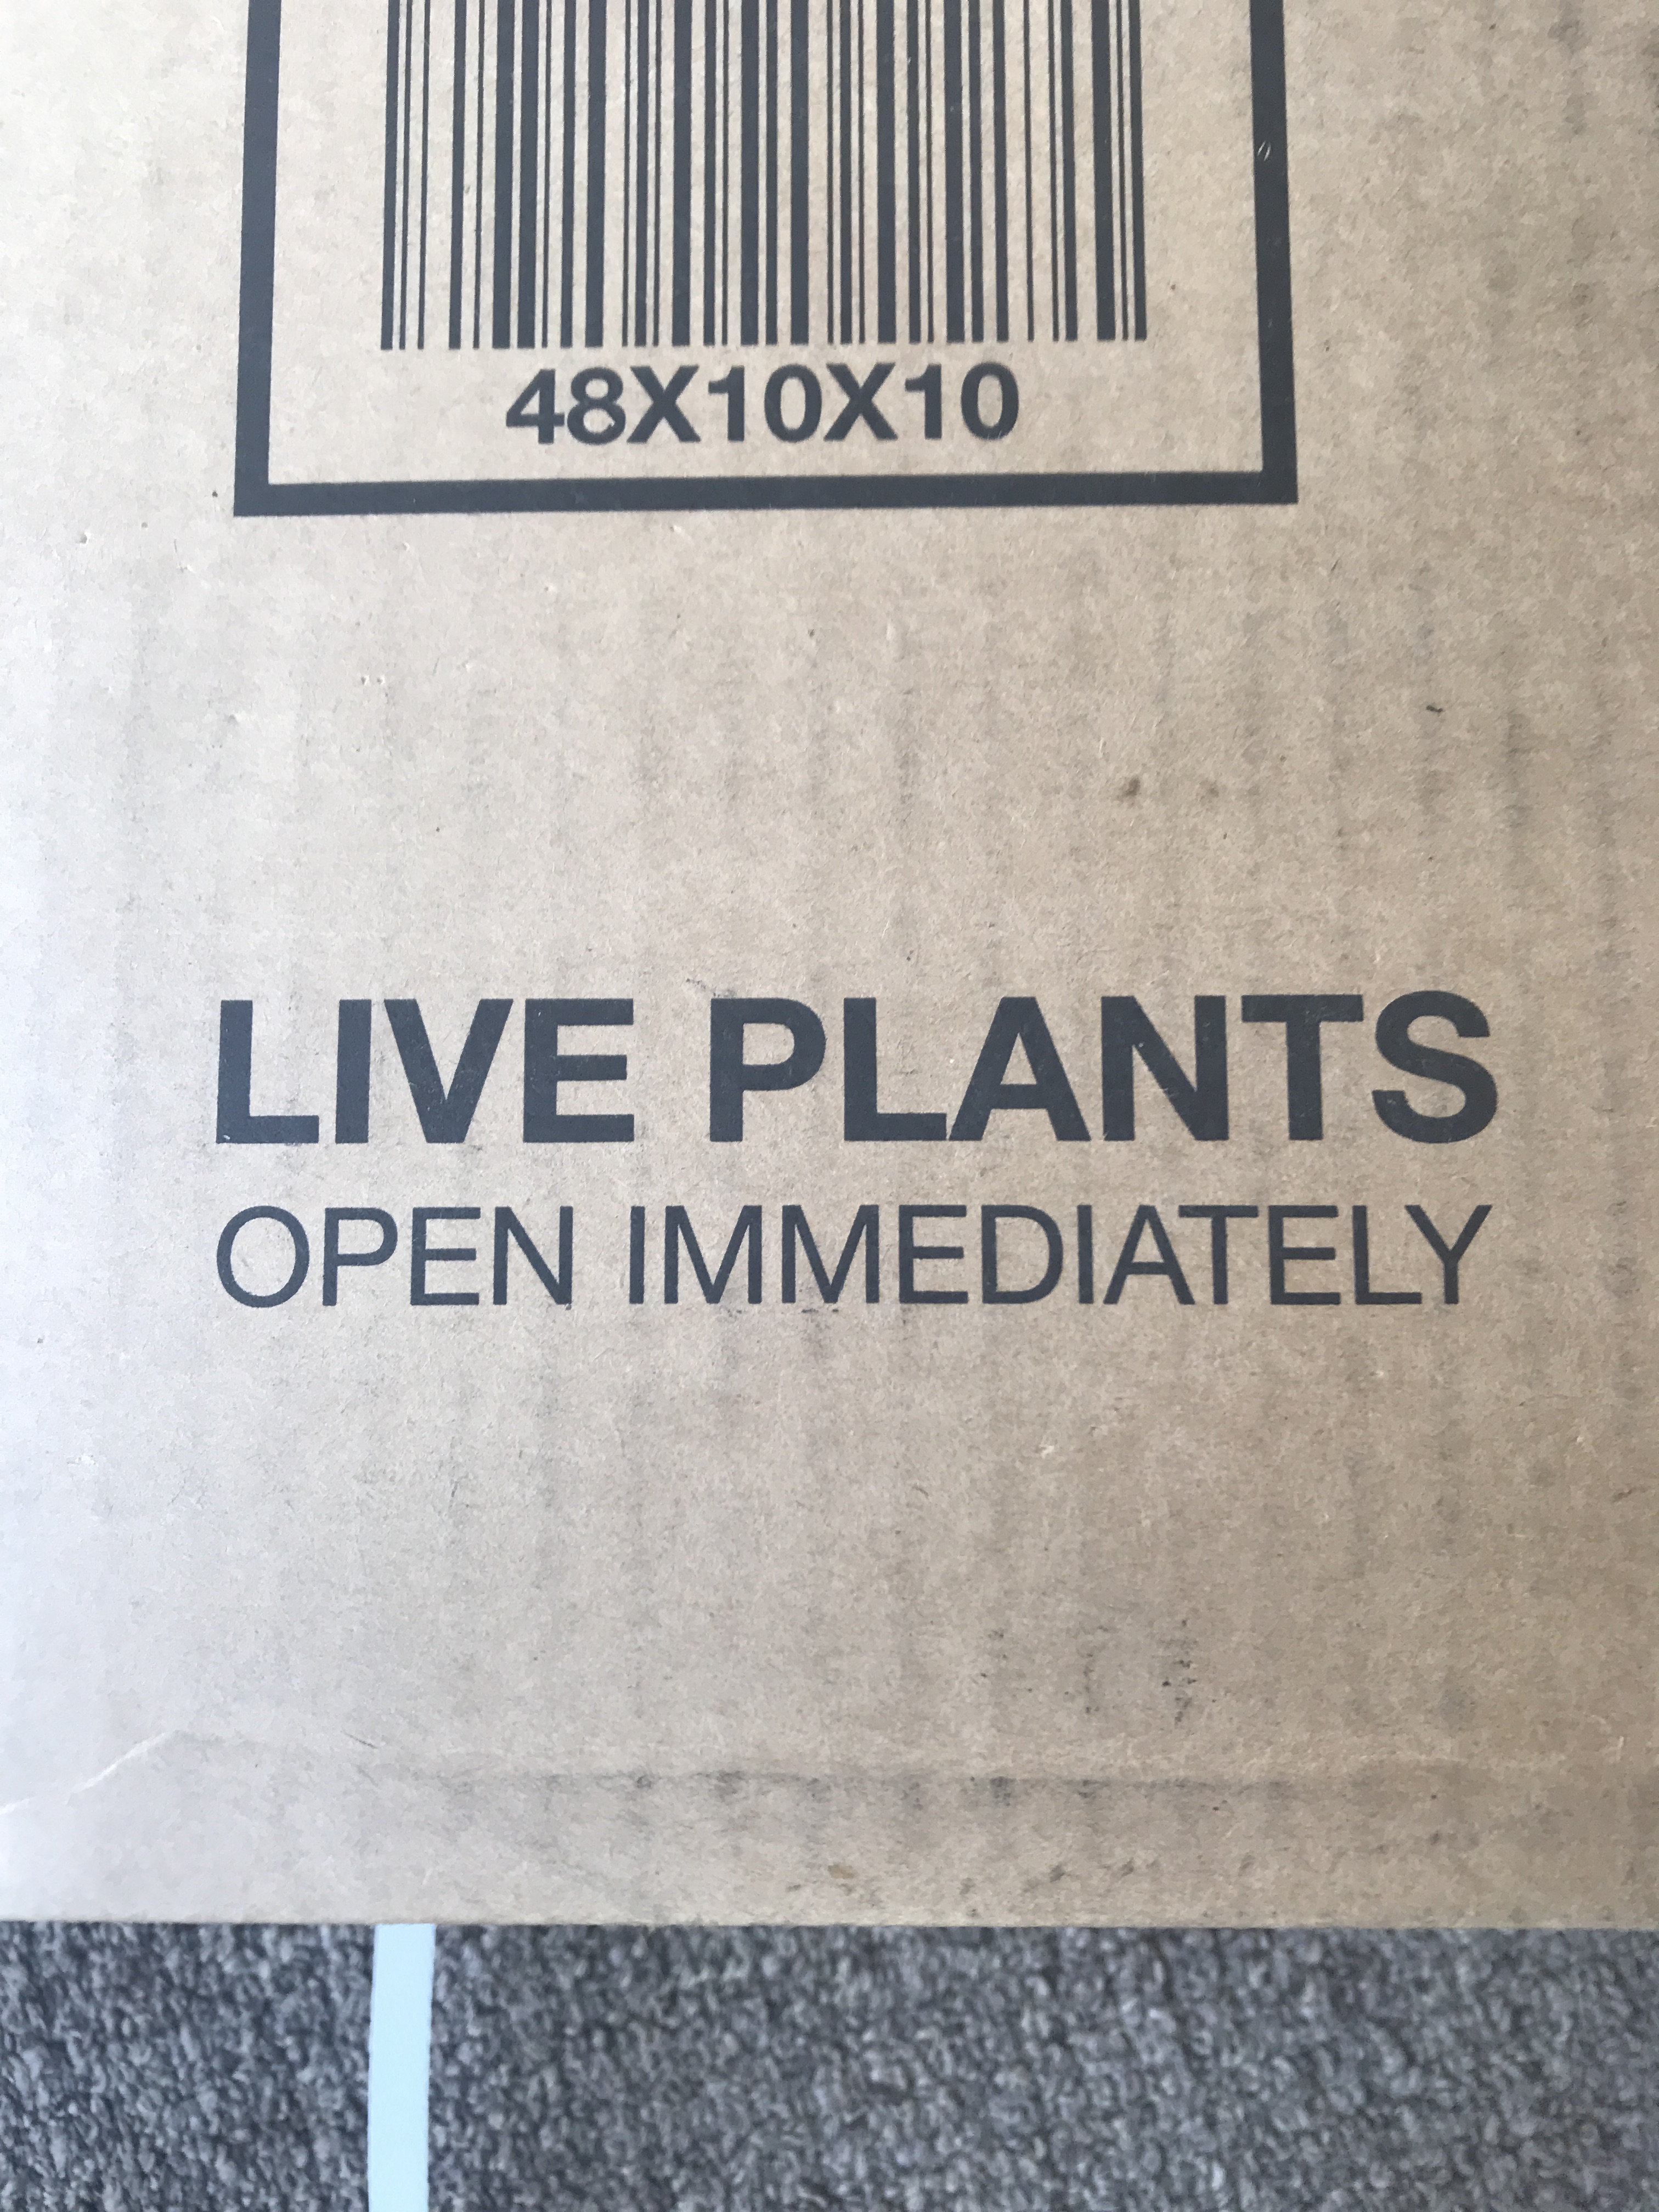 48X10X10
LIVE PLANTS
OPEN IMMEDIATELY